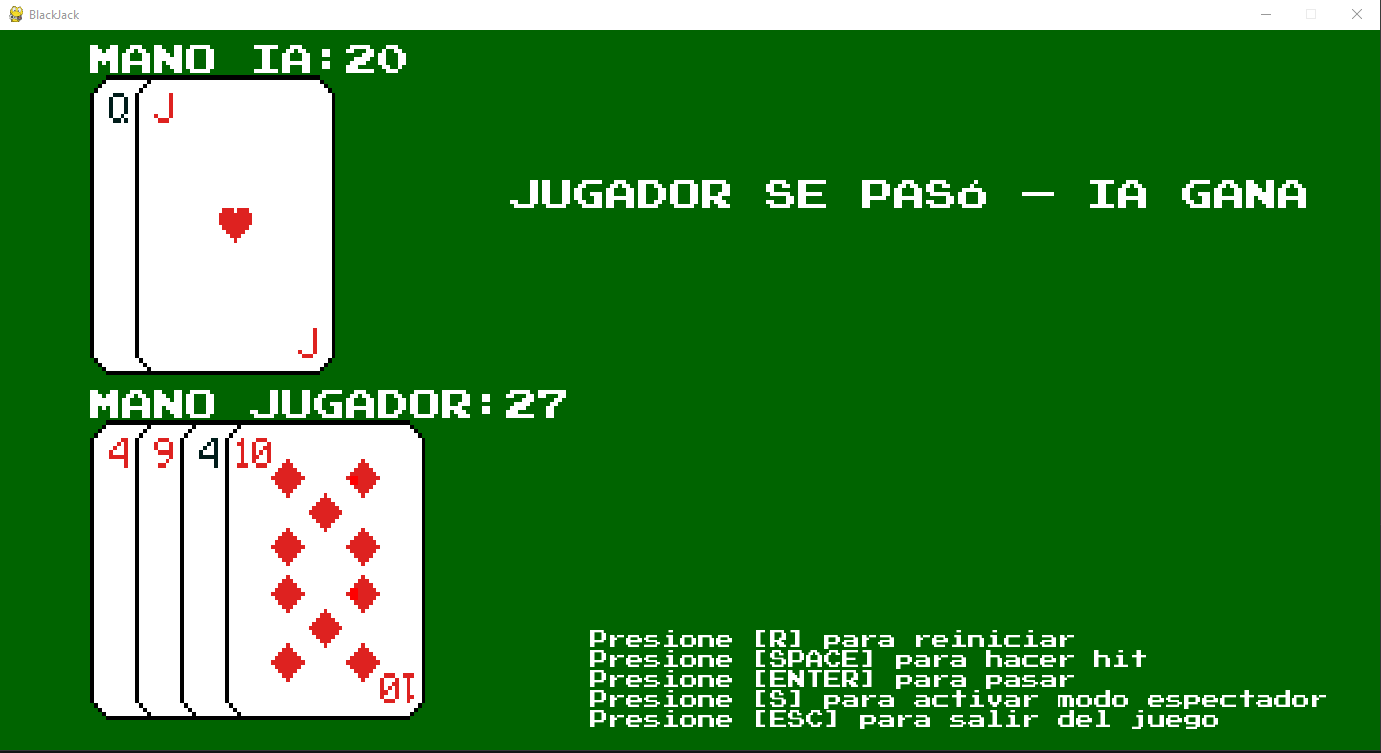 BlackJack
MANO IA:20
Q J
J
JUGADOR SE PASó - IA GANA
MANO JUGADOR:27
4 9 4 10
10
Presione [R] para reiniciar
Presione [SPACE] para hacer hit
Presione [ENTER] para pasar
Presione [S] para activar modo espectador
Presione [ESC] para salir del juego